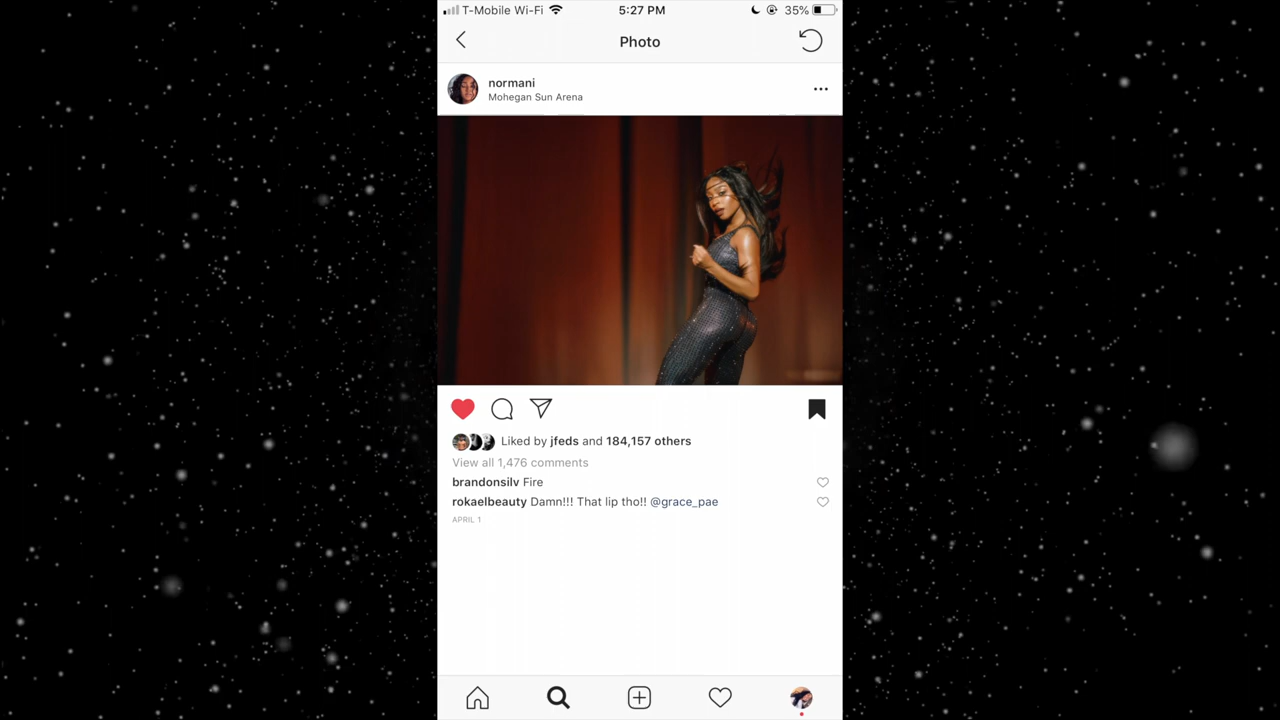 T-Mobile Wi-Fi 5:27 PM 35%
Photo
normani
Mohegan Sun Arena
Liked by jfeds and 184,157 others
View all 1,476 comments
brandonsilv Fire
rokaelbeauty Damn!!! That lip tho!! @grace_pae
APRIL 1